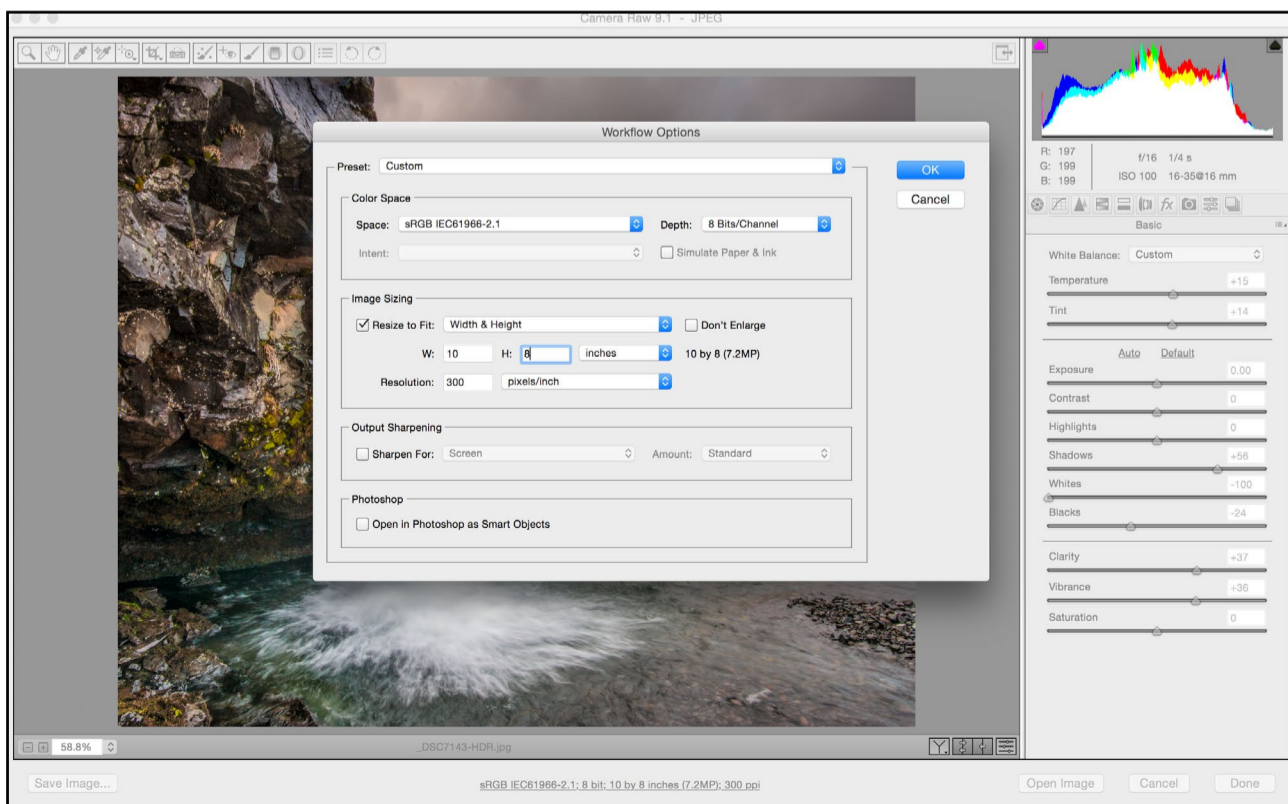 Camera Raw 9.1 - JPEG
Workflow Options
Preset: Custom
OK
Cancel
Color Space
Space: sRGB IEC61966-2.1 Depth: 8 Bits/Channel
Intent: Simulate Paper & Ink
Image Sizing
Resize to Fit: Width & Height Don't Enlarge
W: 10 H: 8 inches 10 by 8 (7.2MP)
Resolution: 300 pixels/inch
Output Sharpening
Sharpen For: Screen Amount: Standard
Photoshop
Open in Photoshop as Smart Objects
R: 197
G: 199
B: 199
f/16 1/4 s
ISO 100 16-35@16 mm
fx
Basic
White Balance: Custom
Temperature +15
Tint +14
Auto Default
Exposure 0.00
Contrast 0
Highlights 0
Shadows +56
Whites -100
Blacks -24
Clarity +37
Vibrance +36
Saturation 0
58.8% _DSC7143-HDR.jpg Y
Save Image... sRGB IEC61966-2.1; 8 bit; 10 by 8 inches (7.2MP); 300 ppi Open Image Cancel Done